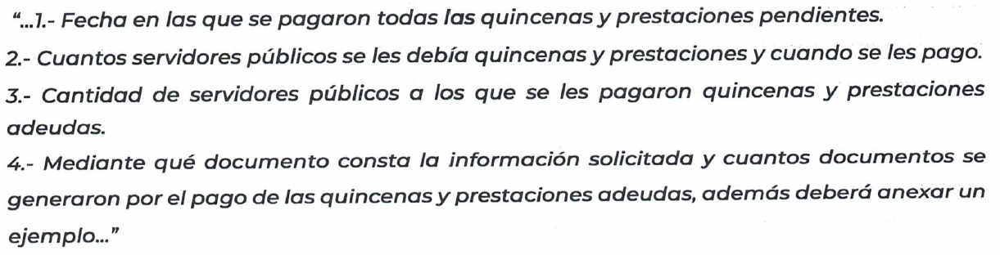 “...1.- Fecha en las que se pagaron todas las quincenas y prestaciones pendientes.
2.- Cuantos servidores públicos se les debía quincenas y prestaciones y cuando se les pago.
3.- Cantidad de servidores públicos a los que se les pagaron quincenas y prestaciones
adeudas.
4.- Mediante qué documento consta la información solicitada y cuantos documentos se
generaron por el pago de las quincenas y prestaciones adeudas, además deberá anexar un
ejemplo...”